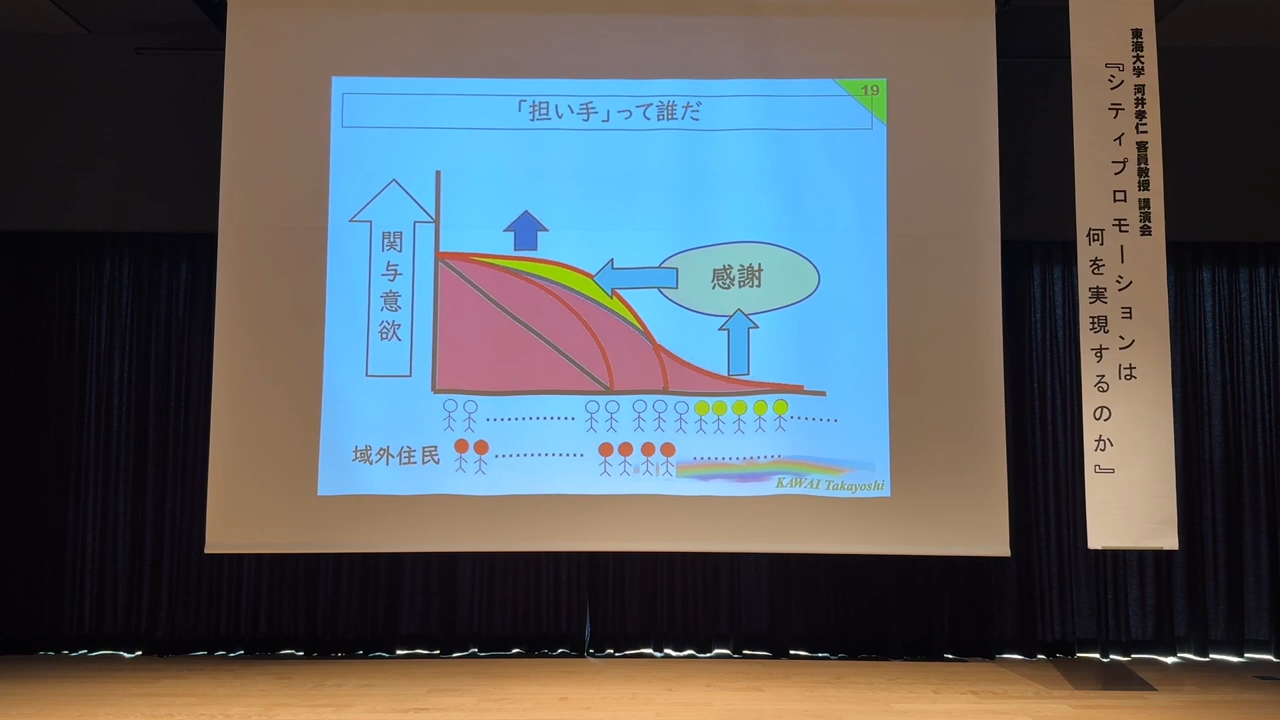 19
「担い手」って誰だ
関与意欲
感謝
域外住民
KAWAI Takayoshi
東海大学 河井孝仁 客員教授 講演会
『シティプロモーションは
何を実現するのか』